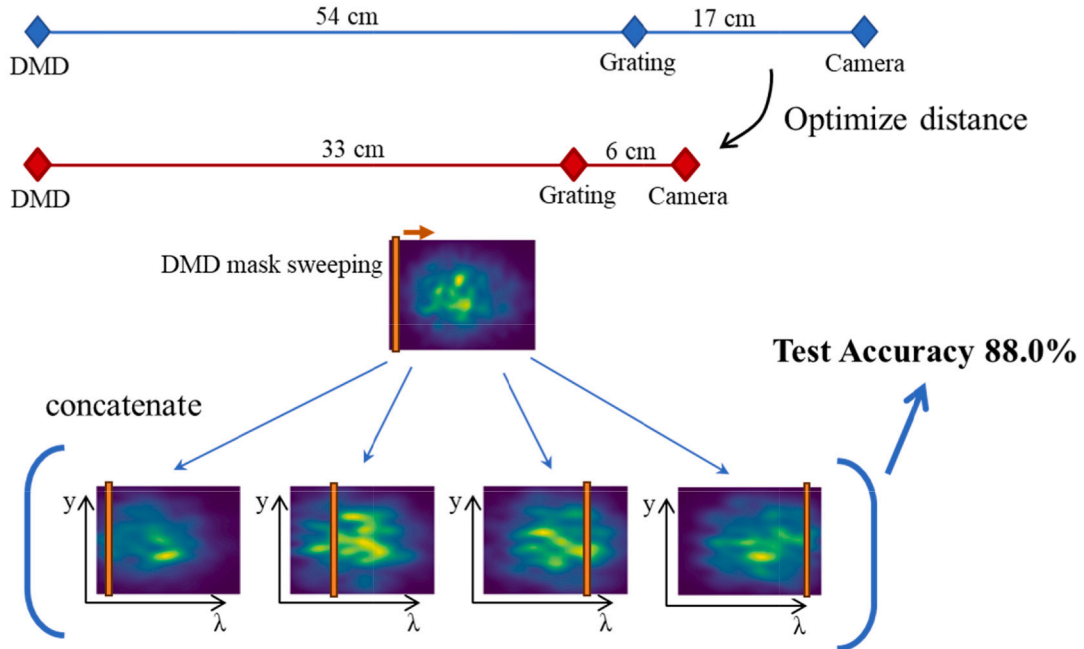 54 cm
17 cm
DMD
Grating
Camera
Optimize distance
33 cm
6 cm
DMD
Grating
Camera
DMD mask sweeping
Test Accuracy 88.0%
concatenate
y
y
y
y
λ
λ
λ
λ